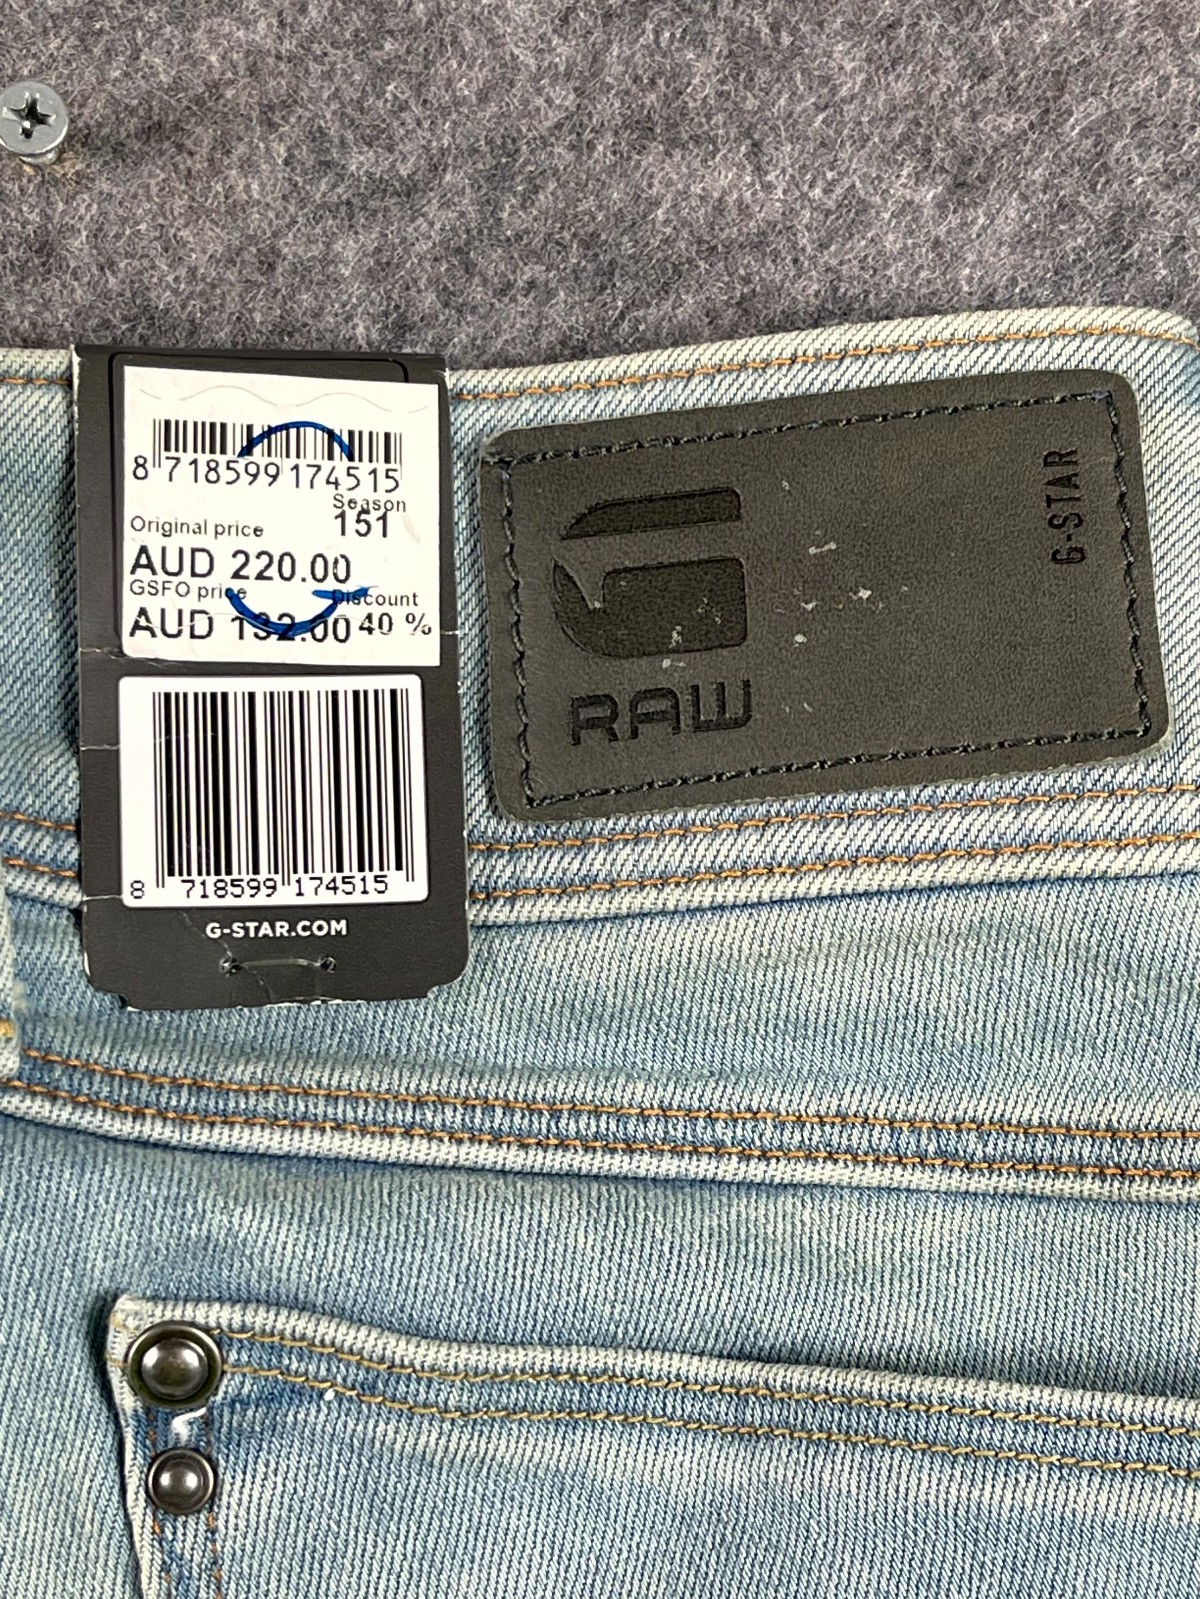 8 718599 174515
Season
Original price 151
AUD 220.00
GSFO price Discount
AUD 132.00 40 %
8 718599 174515
G-STAR.COM
RAW
G-STAR